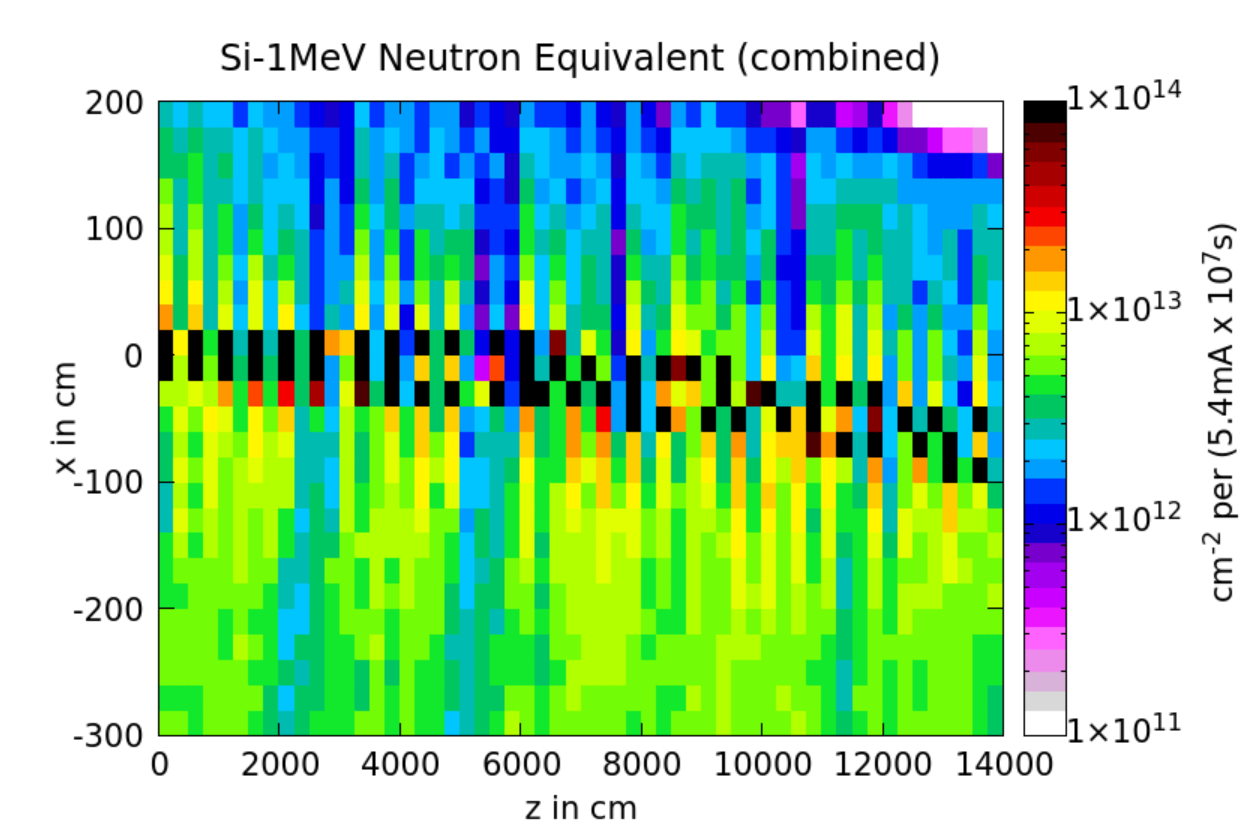 Si-1MeV Neutron Equivalent (combined)
200
100
0
-100
-200
-300
x in cm
0 2000 4000 6000 8000 10000 12000 14000
z in cm
1×10¹⁴
1×10¹³
1×10¹²
1×10¹¹
cm⁻² per (5.4mA x 10⁷s)